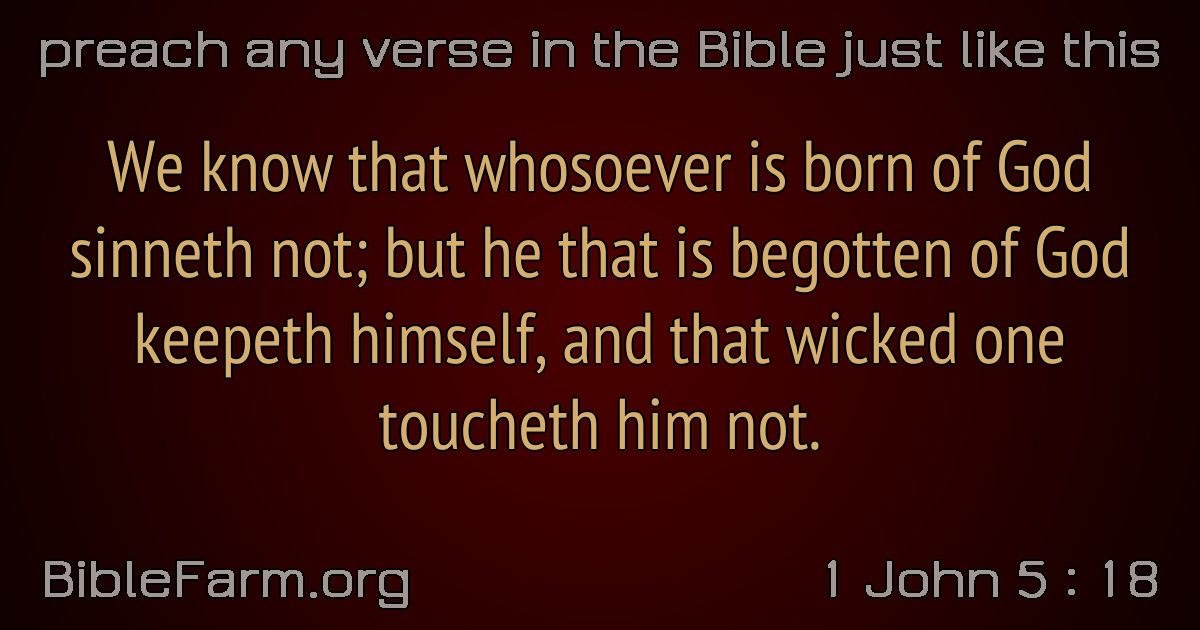 preach any verse in the Bible just like this
We know that whosoever is born of God
sinneth not; but he that is begotten of God
keepeth himself, and that wicked one
toucheth him not.
BibleFarm.org
1 John 5 : 18